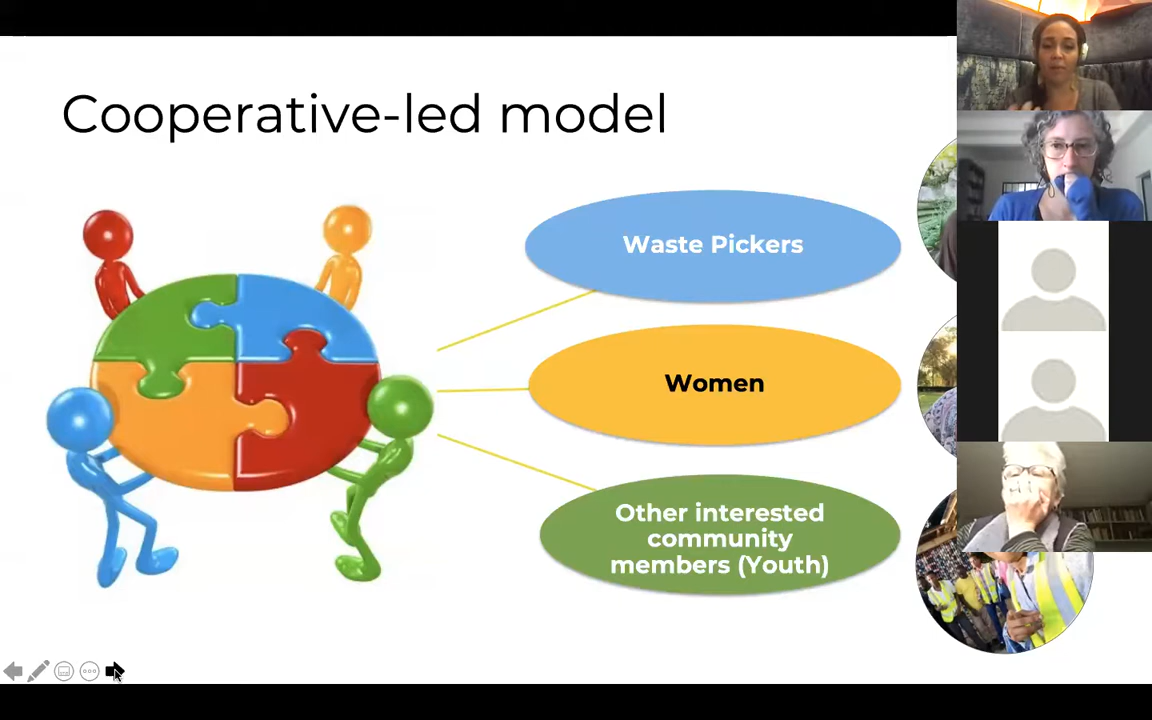 Cooperative-led model
Waste Pickers
Women
Other interested
community
members (Youth)